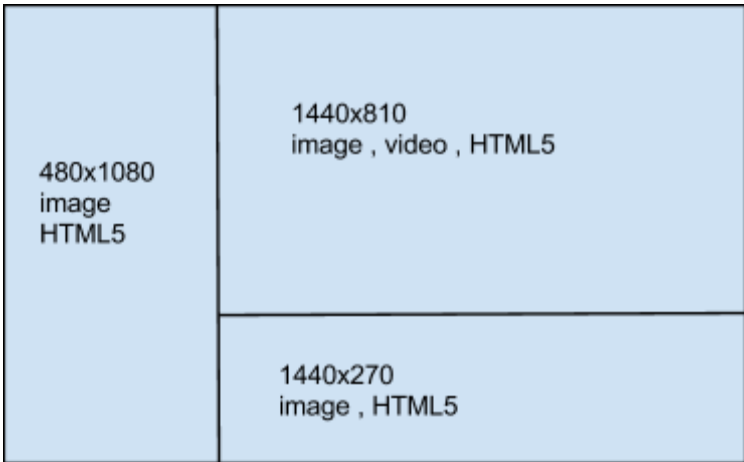 480x1080
image
HTML5
1440x810
image , video , HTML5
1440x270
image , HTML5